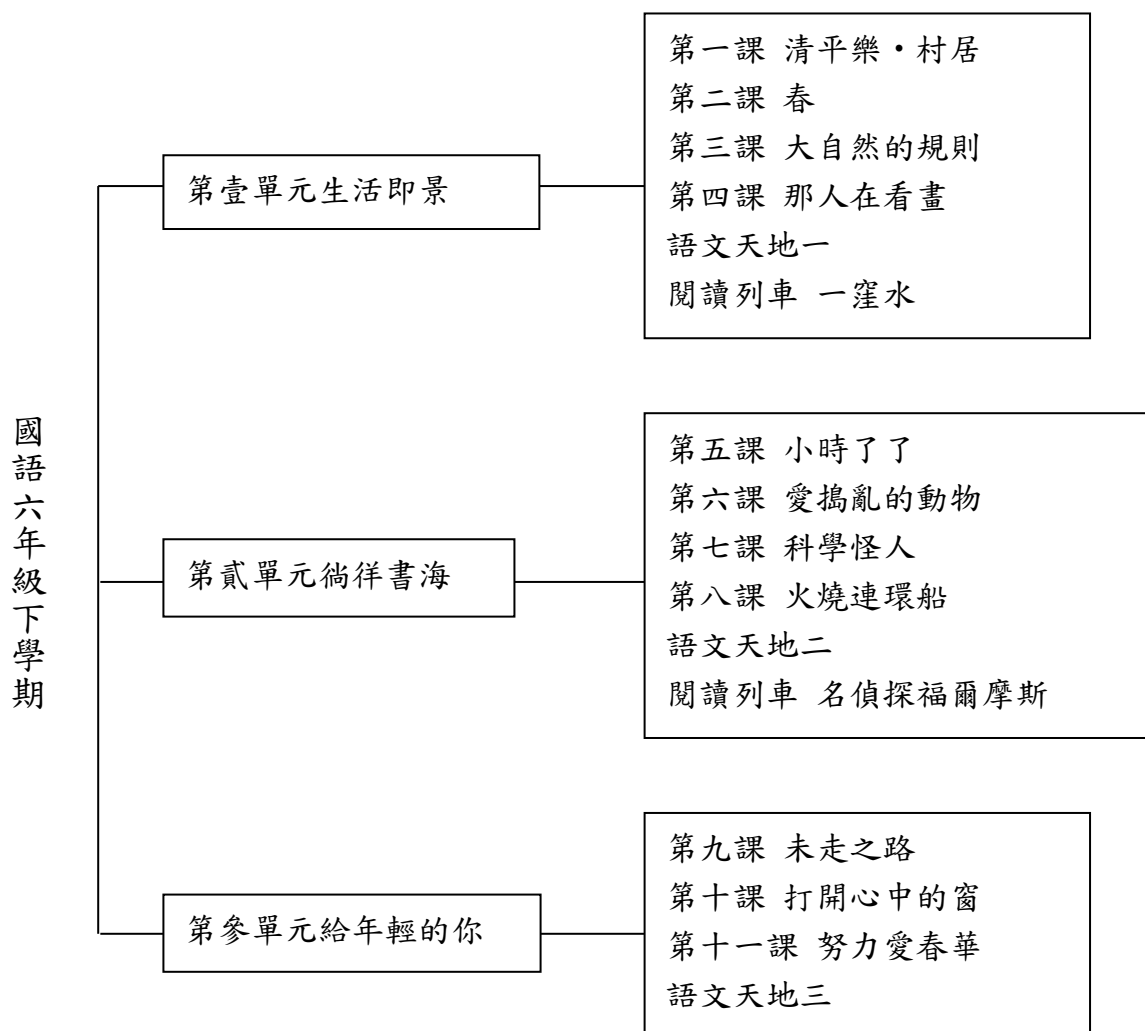 國語六年級下學期
第壹單元生活即景
第一課 清平樂・村居
第二課 春
第三課 大自然的規則
第四課 那人在看畫
語文天地一
閱讀列車 一窪水
第貳單元徜徉書海
第五課 小時了了
第六課 愛搗亂的動物
第七課 科學怪人
第八課 火燒連環船
語文天地二
閱讀列車 名偵探福爾摩斯
第參單元給年輕的你
第九課 未走之路
第十課 打開心中的窗
第十一課 努力愛春華
語文天地三